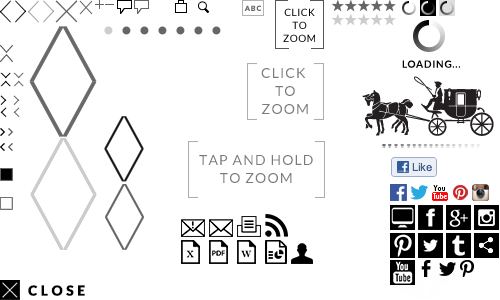 ABC
CLICK
TO
ZOOM
LOADING...
CLICK
TO
ZOOM
Like
TAP AND HOLD
TO ZOOM
You
Tube
X
PDF
W
g+
You
Tube
CLOSE